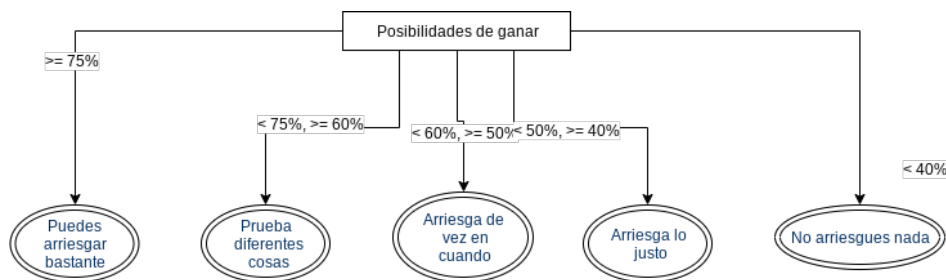 Posibilidades de ganar
>= 75%
< 75%, >= 60%
< 60%, >= 50%
< 50%, >= 40%
< 40%
Puedes
arriesgar
bastante
Prueba
diferentes
cosas
Arriesga de
vez en
cuando
Arriesga lo
justo
No arriesgues nada